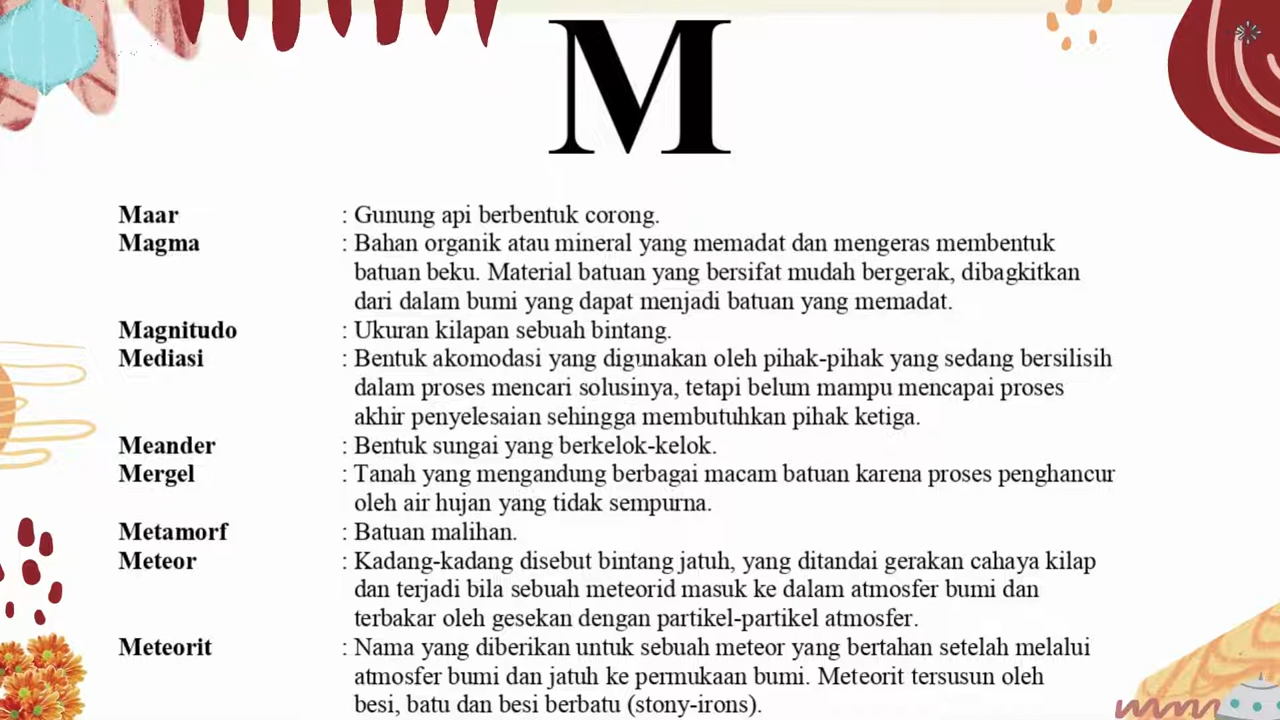 M
Maar : Gunung api berbentuk corong.
Magma : Bahan organik atau mineral yang memadat dan mengeras membentuk
batuan beku. Material batuan yang bersifat mudah bergerak, dibagkitkan
dari dalam bumi yang dapat menjadi batuan yang memadat.
Magnitudo : Ukuran kilapan sebuah bintang.
Mediasi : Bentuk akomodasi yang digunakan oleh pihak-pihak yang sedang bersilisih
dalam proses mencari solusinya, tetapi belum mampu mencapai proses
akhir penyelesaian sehingga membutuhkan pihak ketiga.
Meander : Bentuk sungai yang berkelok-kelok.
Mergel : Tanah yang mengandung berbagai macam batuan karena proses penghancur
oleh air hujan yang tidak sempurna.
Metamorf : Batuan malihan.
Meteor : Kadang-kadang disebut bintang jatuh, yang ditandai gerakan cahaya kilap
dan terjadi bila sebuah meteorid masuk ke dalam atmosfer bumi dan
terbakar oleh gesekan dengan partikel-partikel atmosfer.
Meteorit : Nama yang diberikan untuk sebuah meteor yang bertahan setelah melalui
atmosfer bumi dan jatuh ke permukaan bumi. Meteorit tersusun oleh
besi, batu dan besi berbatu (stony-irons).